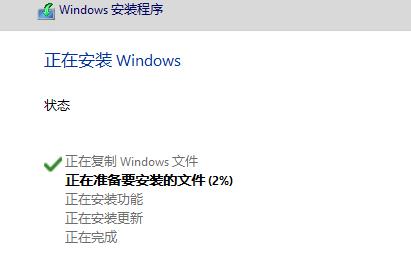 Windows 安装程序
正在安装 Windows
状态
正在复制 Windows 文件
正在准备要安装的文件 (2%)
正在安装功能
正在安装更新
正在完成